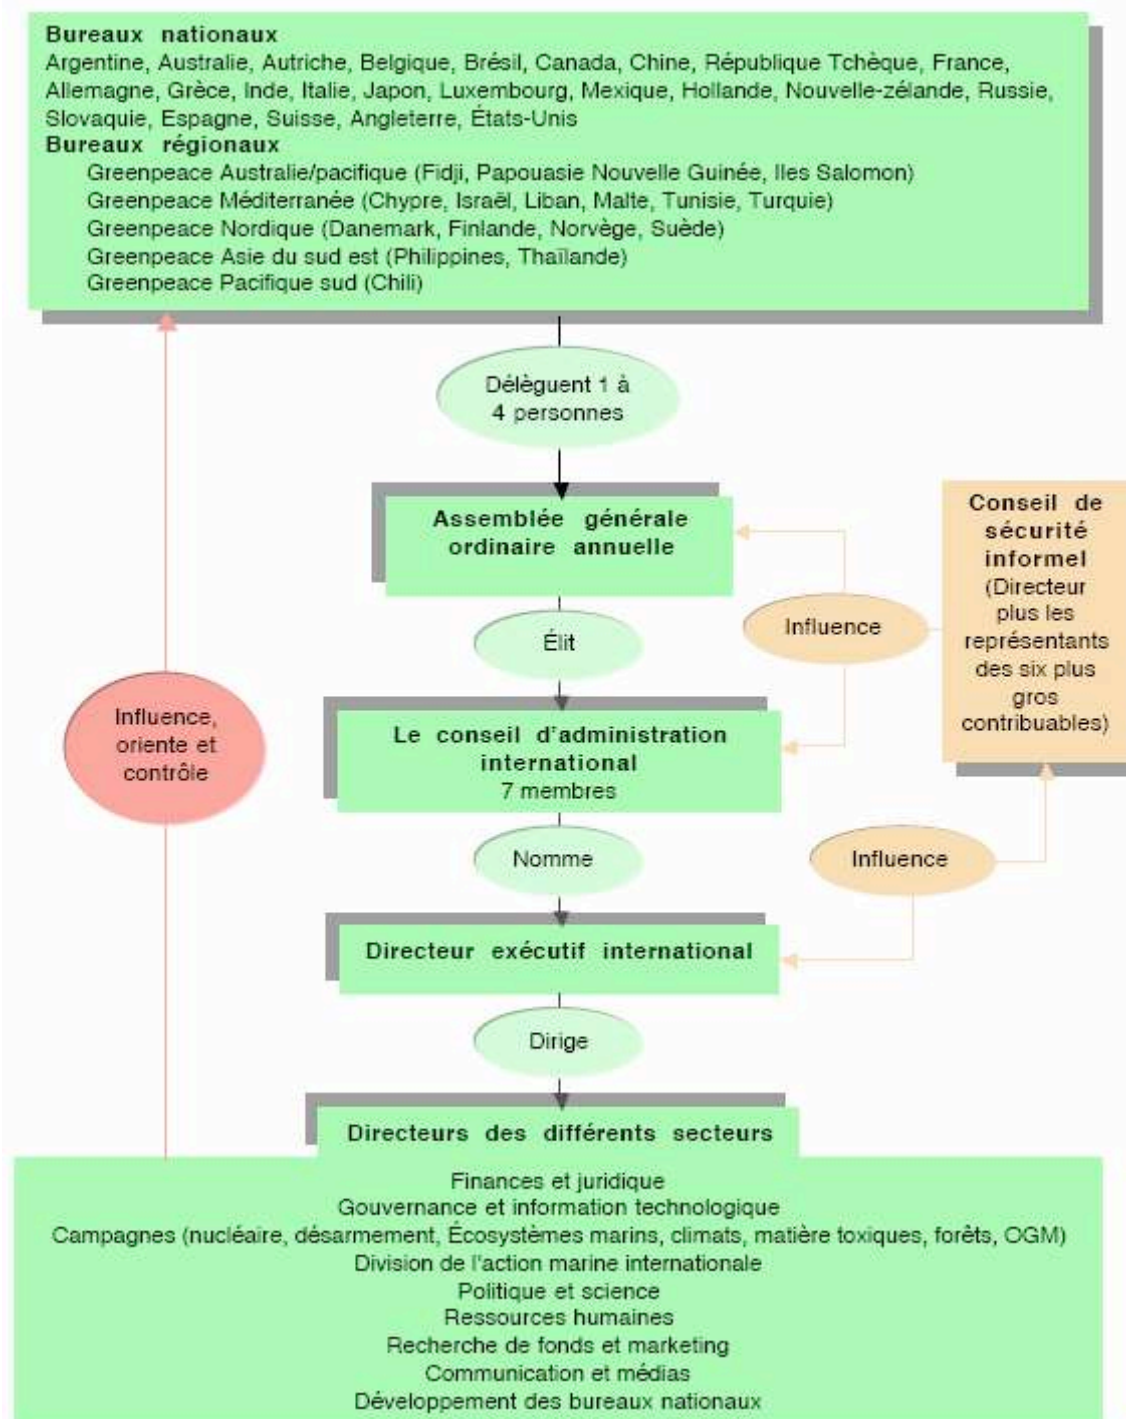 Bureaux nationaux
Argentine, Australie, Autriche, Belgique, Brésil, Canada, Chine, République Tchèque, France,
Allemagne, Grèce, Inde, Italie, Japon, Luxembourg, Mexique, Hollande, Nouvelle-zélande, Russie,
Slovaquie, Espagne, Suisse, Angleterre, États-Unis
Bureaux régionaux
Greenpeace Australie/pacifique (Fidji, Papouasie Nouvelle Guinée, Iles Salomon)
Greenpeace Méditerranée (Chypre, Israël, Liban, Malte, Tunisie, Turquie)
Greenpeace Nordique (Danemark, Finlande, Norvège, Suède)
Greenpeace Asie du sud est (Philippines, Thaïlande)
Greenpeace Pacifique sud (Chili)
Délèguent 1 à
4 personnes
Assemblée générale
ordinaire annuelle
Conseil de
sécurité
informel
(Directeur
plus les
représentants
des six plus
gros
contribuables)
Influence
Élit
Influence,
oriente et
contrôle
Le conseil d'administration
international
7 membres
Nomme
Influence
Directeur exécutif international
Dirige
Directeurs des différents secteurs
Finances et juridique
Gouvernance et information technologique
Campagnes (nucléaire, désarmement, Écosystèmes marins, climats, matière toxiques, forêts, OGM)
Division de l'action marine internationale
Politique et science
Ressources humaines
Recherche de fonds et marketing
Communication et médias
Développement des bureaux nationaux